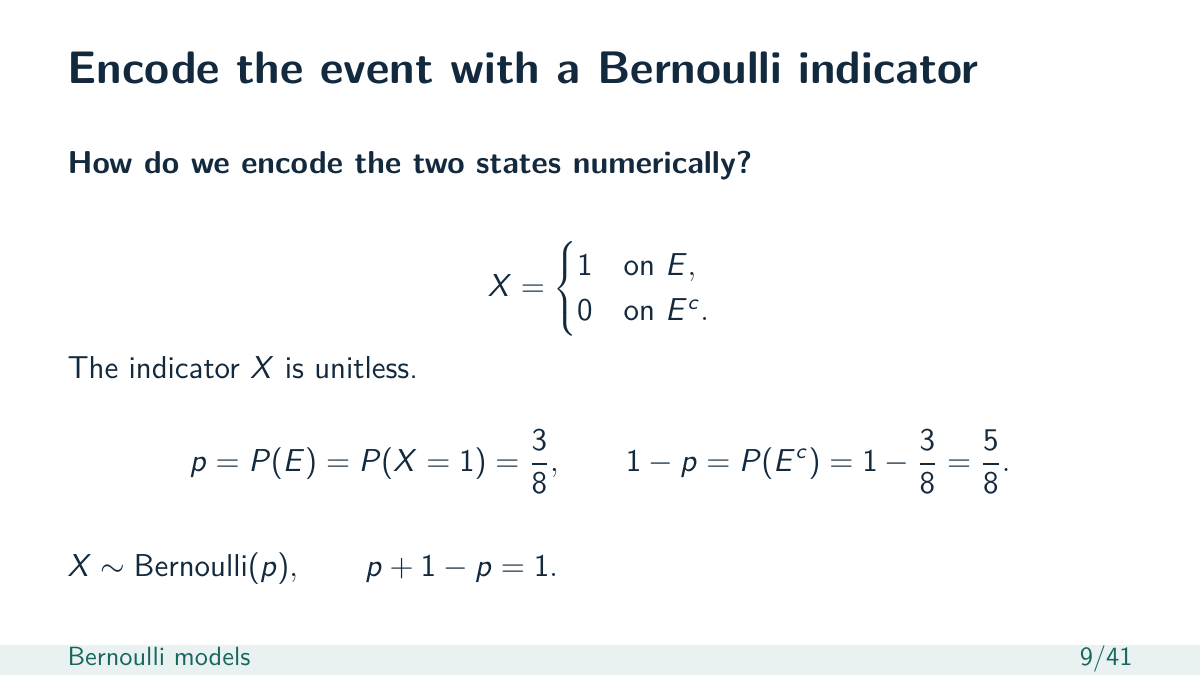 Encode the event with a Bernoulli indicator
How do we encode the two states numerically?
X = { 1 on E,
0 on Eᶜ.
The indicator X is unitless.
p = P(E) = P(X = 1) = 3/8, 1 − p = P(Eᶜ) = 1 − 3/8 = 5/8.
X ∼ Bernoulli(p), p + 1 − p = 1.
Bernoulli models 9/41